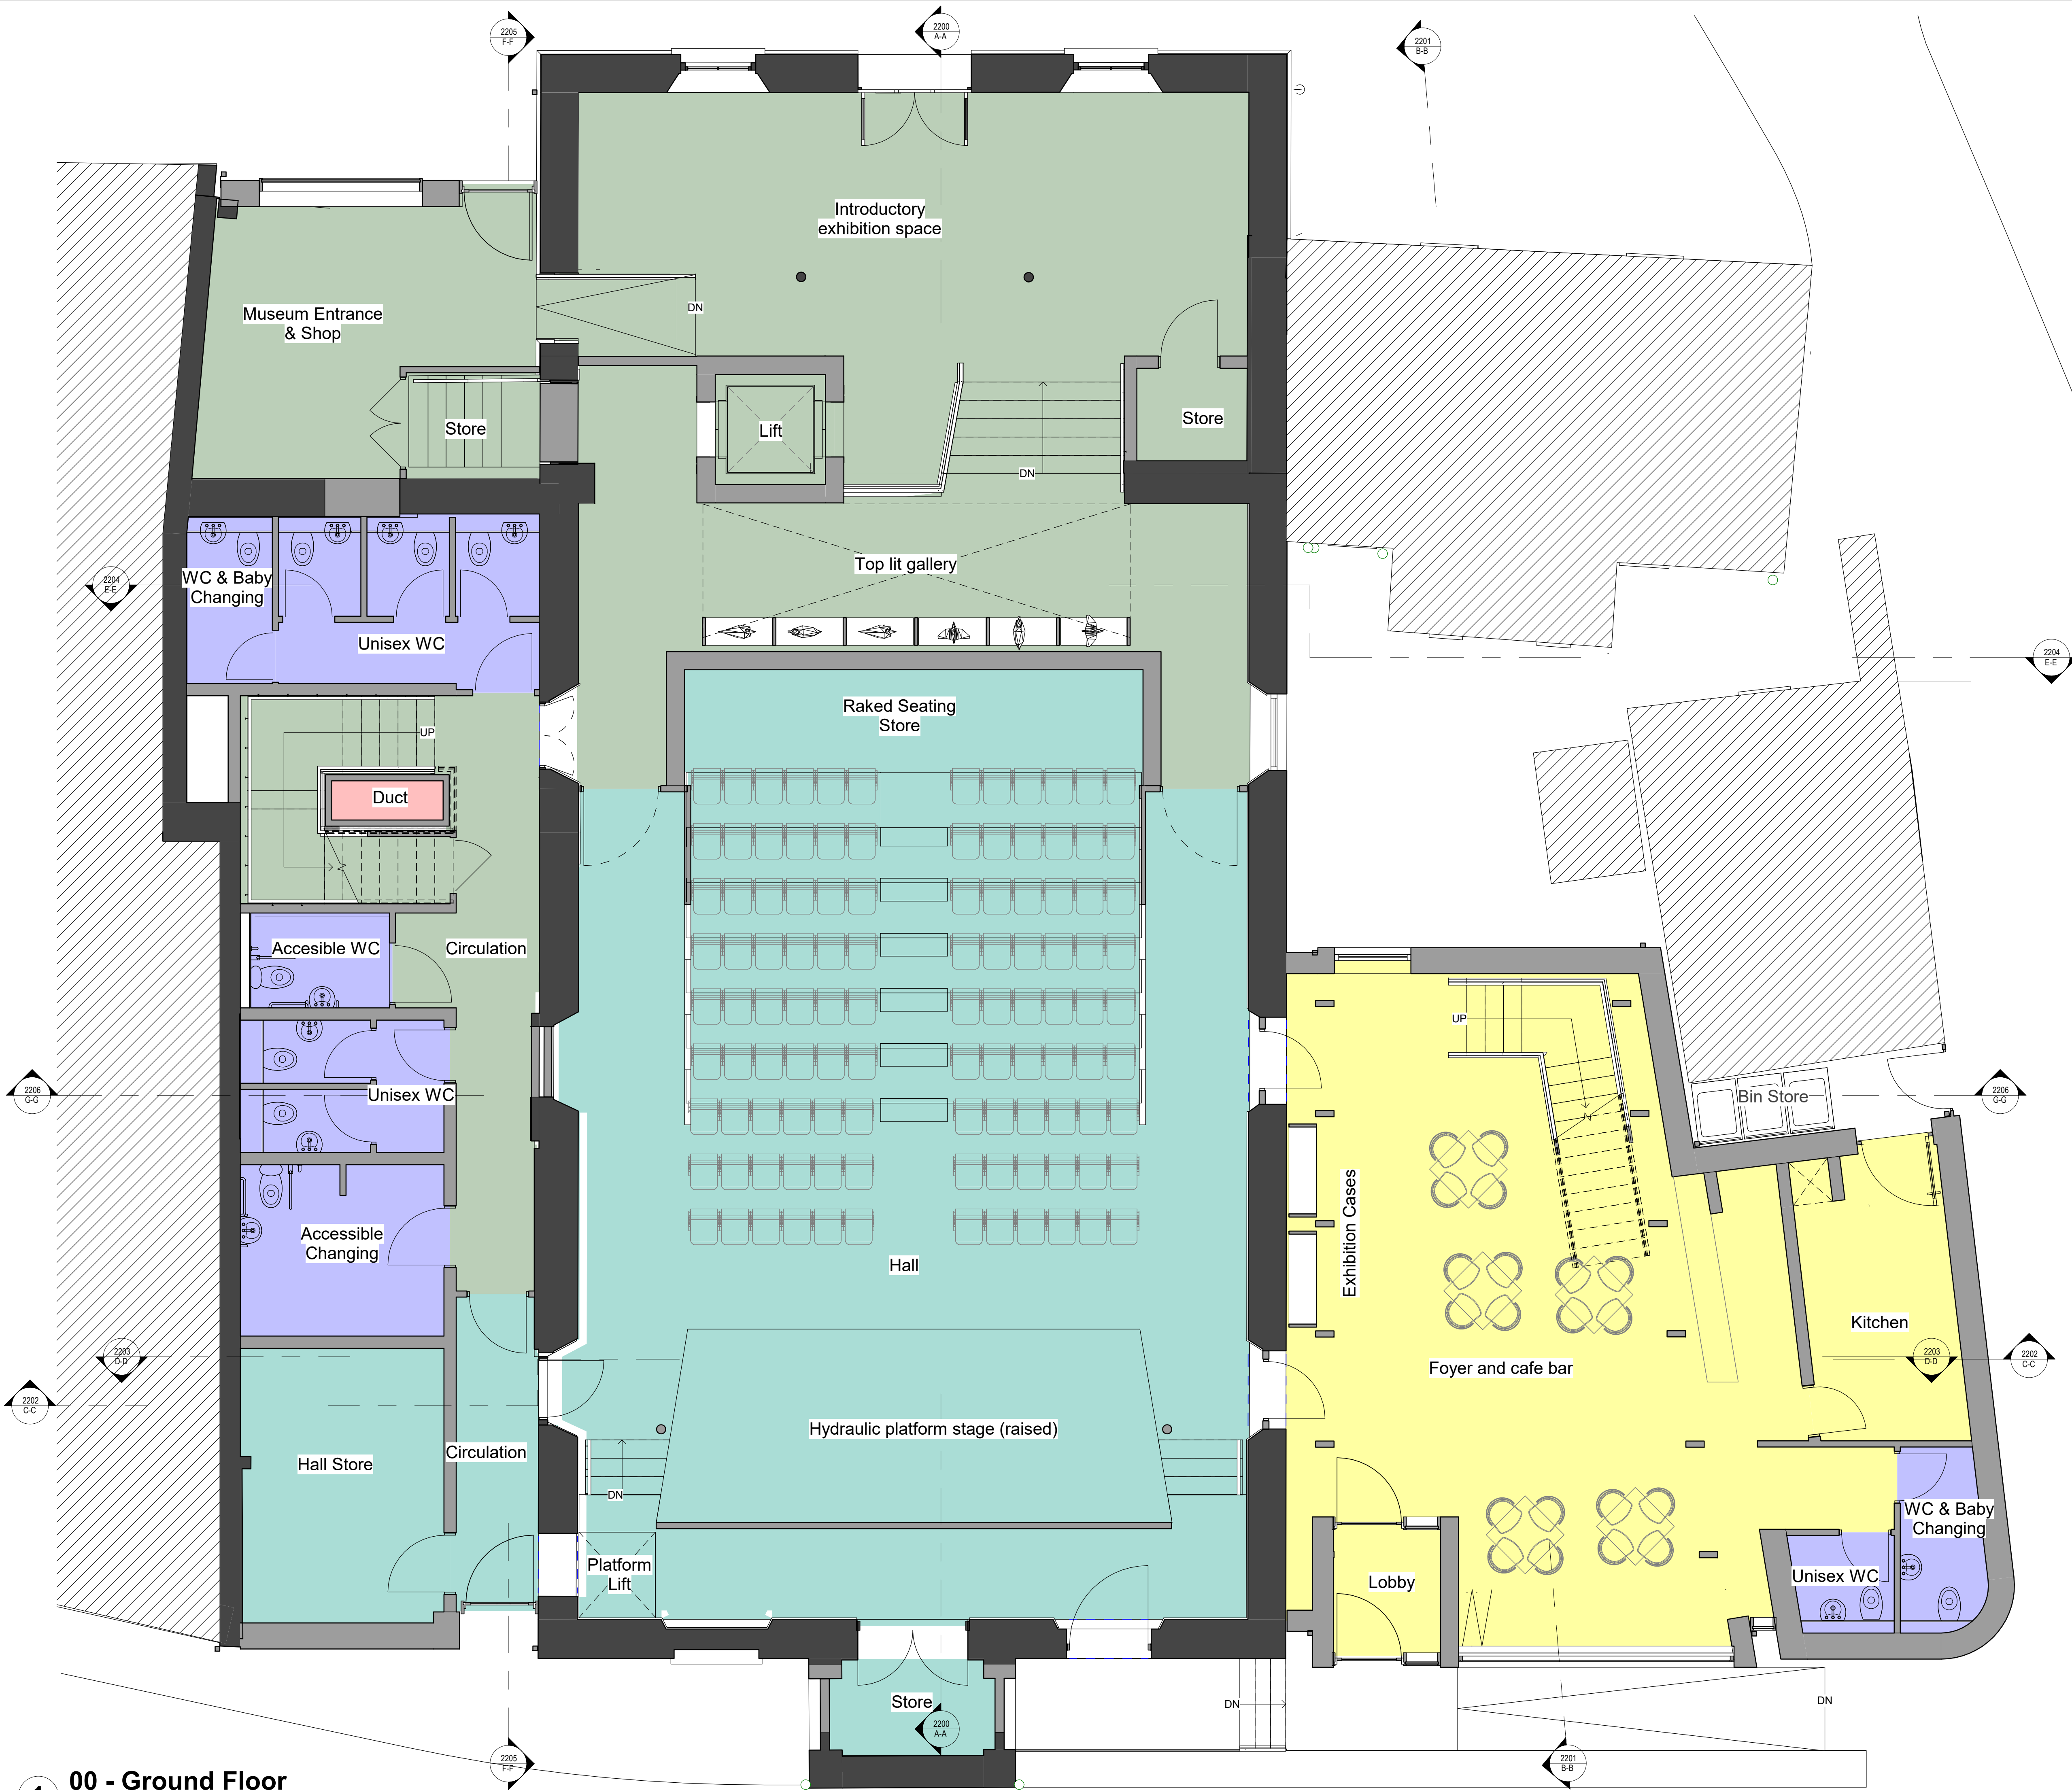 2205
F-F
2200
A-A
2201
B-B
Introductory
exhibition space
Museum Entrance
& Shop
DN
Store
Lift
Store
DN
Top lit gallery
2204
E-E
WC & Baby
Changing
Unisex WC
2204
E-E
Raked Seating
Store
UP
Duct
Accesible WC
Circulation
UP
2206
G-G
Unisex WC
Bin Store
2206
G-G
Accessible
Changing
Hall
Exhibition Cases
Kitchen
2203
D-D
Foyer and cafe bar
2203
D-D
2202
C-C
2202
C-C
Hydraulic platform stage (raised)
Circulation
Hall Store
DN
WC & Baby
Changing
Platform
Lift
Lobby
Unisex WC
Store
DN
DN
2200
A-A
2205
F-F
2201
B-B
00 - Ground Floor